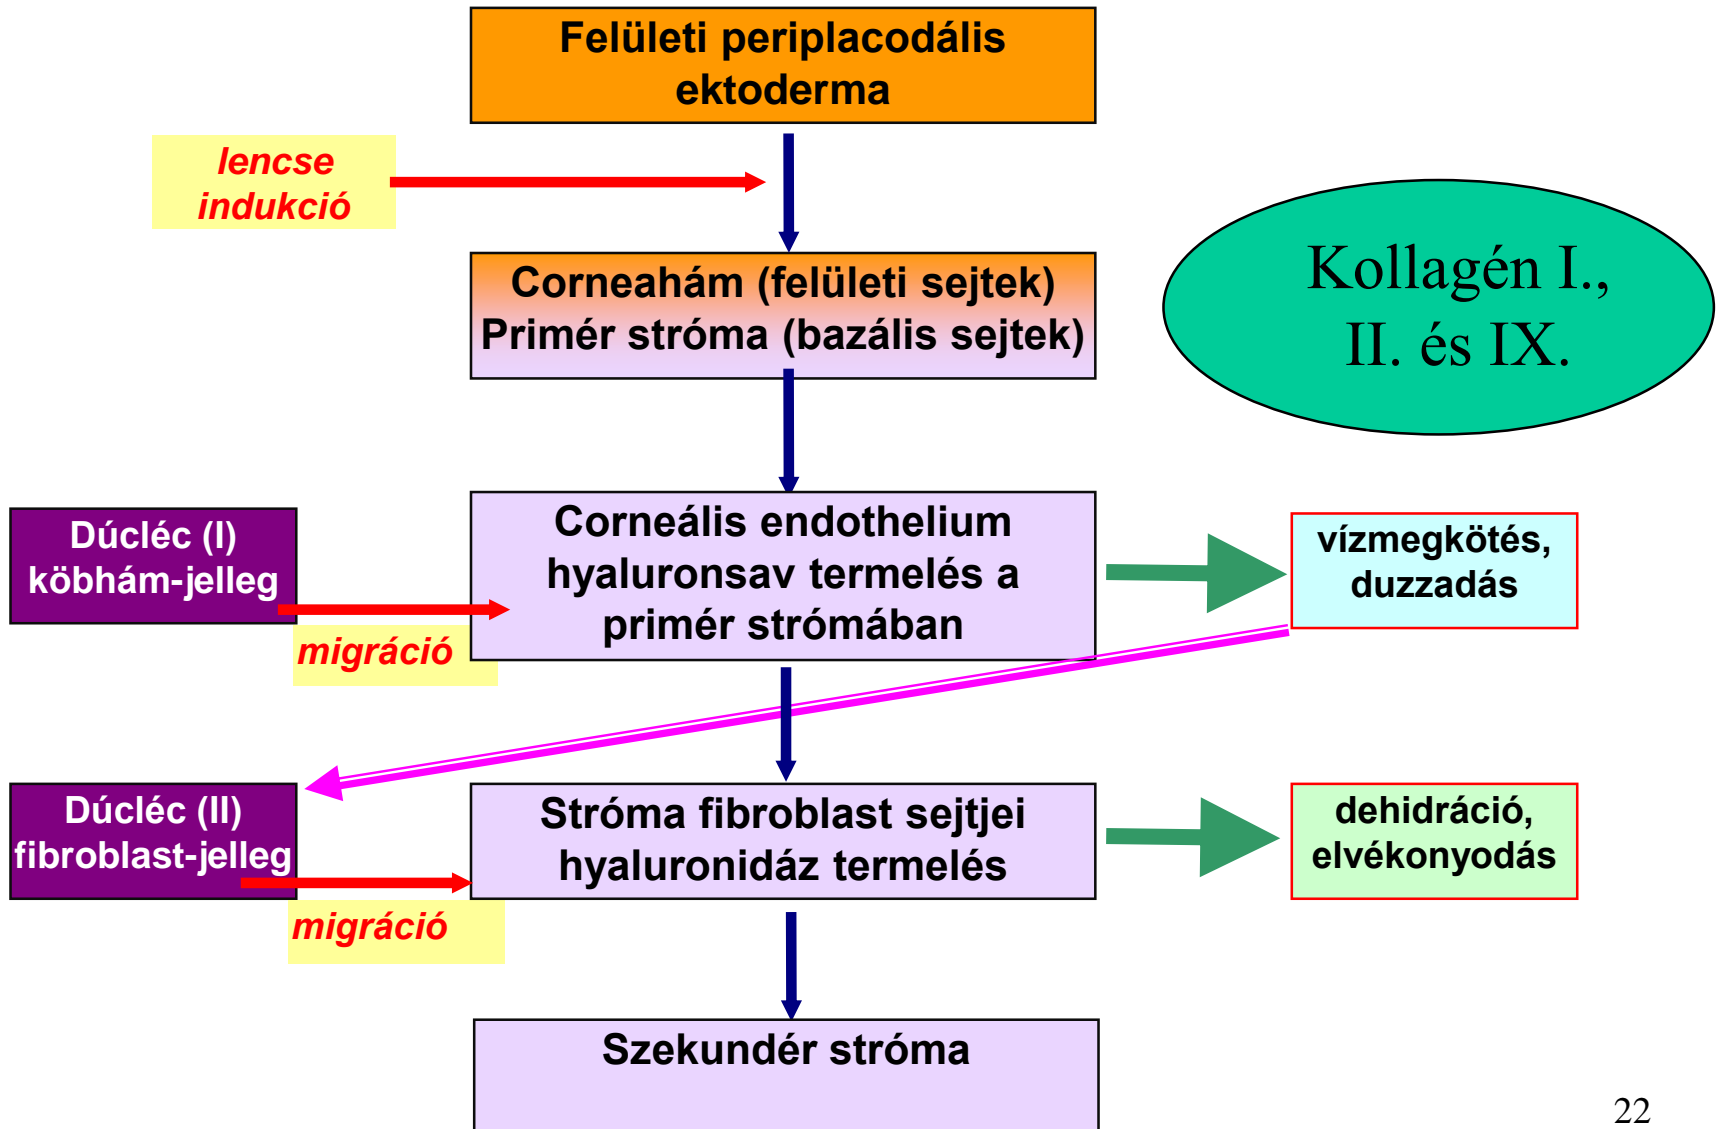 Felületi periplacodális
ektoderma
lencse
indukció
Corneahám (felületi sejtek)
Primér stróma (bazális sejtek)
Kollagén I.,
II. és IX.
Dúcléc (I)
köbhám-jelleg
migráció
Corneális endothelium
hyaluronsav termelés a
primér strómában
vízmegkötés,
duzzadás
Dúcléc (II)
fibroblast-jelleg
migráció
Stróma fibroblast sejtjei
hyaluronidáz termelés
dehidráció,
elvékonyodás
Szekundér stróma
22